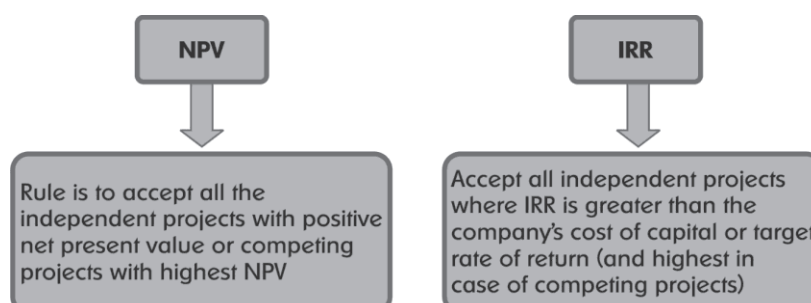 NPV
Rule is to accept all the
independent projects with positive
net present value or competing
projects with highest NPV
IRR
Accept all independent projects
where IRR is greater than the
company's cost of capital or target
rate of return (and highest in
case of competing projects)